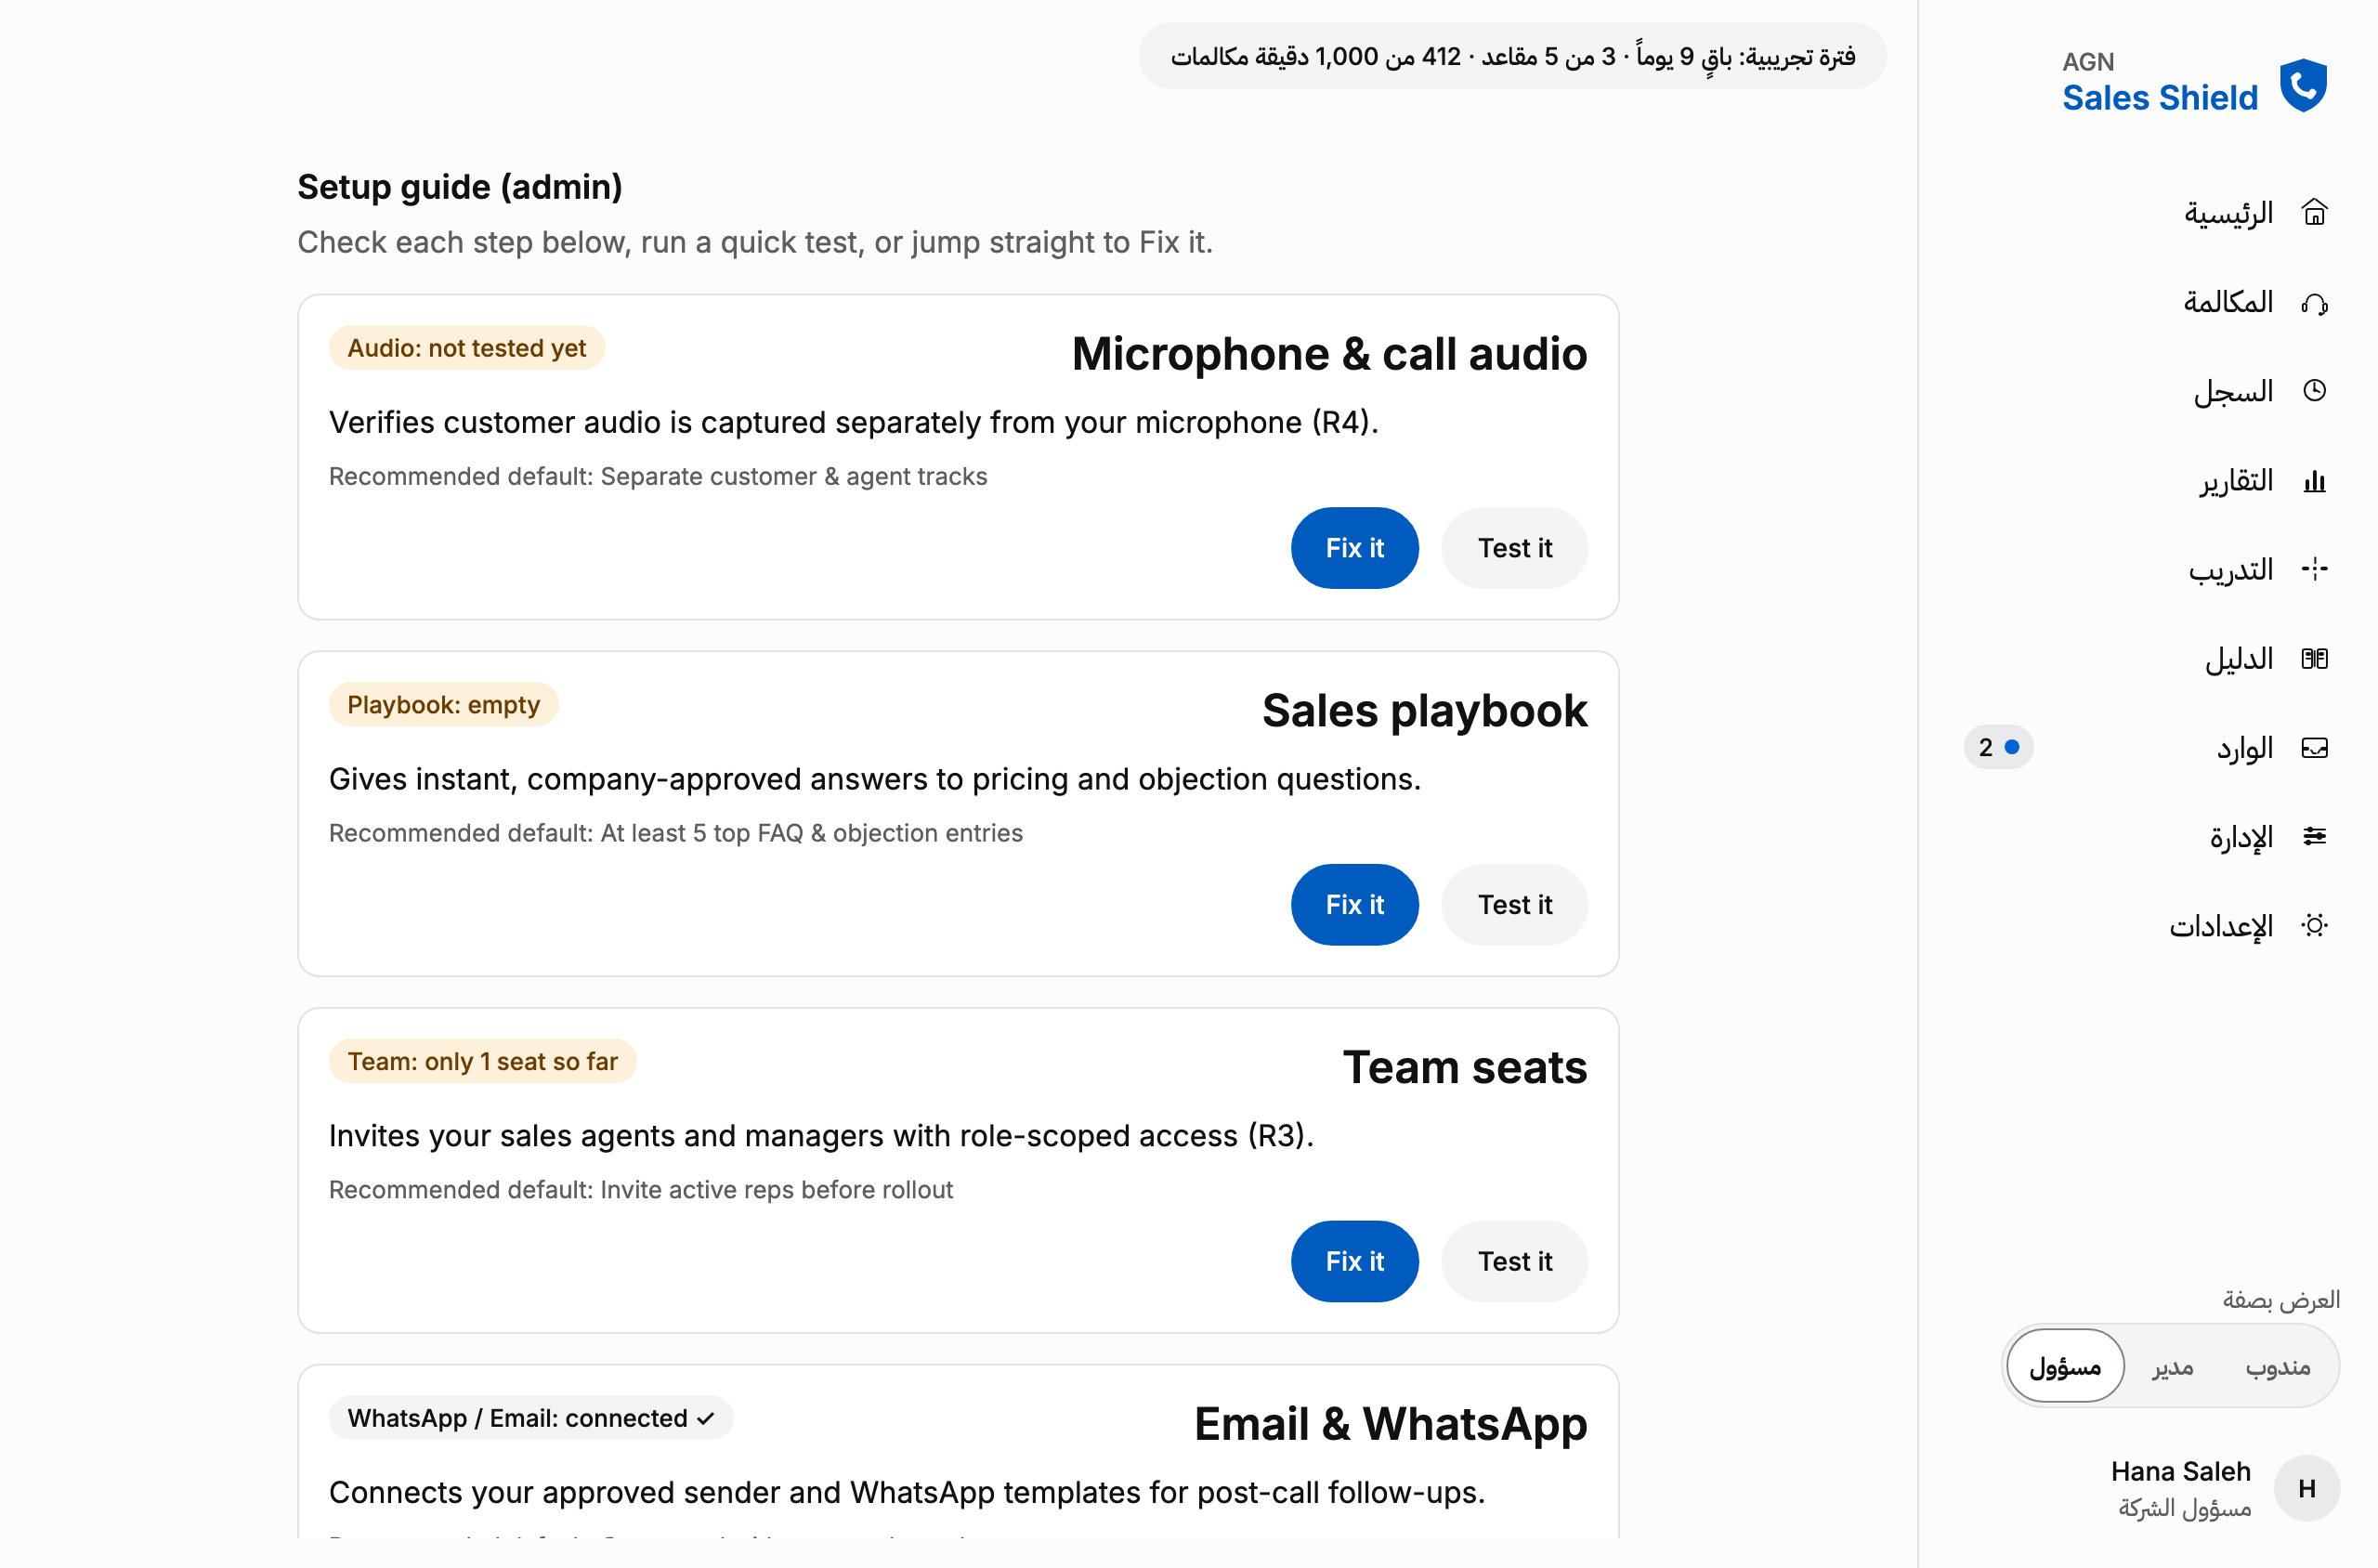 فترة تجريبية: باقٍ 9 يوماً · 3 من 5 مقاعد · 412 من 1,000 دقيقة مكالمات
AGN
Sales Shield
الرئيسية
المكالمة
السجل
التقارير
التدريب
الدليل
الوارد
2
الإدارة
الإعدادات
العرض بصفة
مندوب
مدير
مسؤول
Hana Saleh
H
مسؤول الشركة
Setup guide (admin)
Check each step below, run a quick test, or jump straight to Fix it.
Microphone & call audio
Audio: not tested yet
Verifies customer audio is captured separately from your microphone (R4).
Recommended default: Separate customer & agent tracks
Fix it
Test it
Sales playbook
Playbook: empty
Gives instant, company-approved answers to pricing and objection questions.
Recommended default: At least 5 top FAQ & objection entries
Fix it
Test it
Team seats
Team: only 1 seat so far
Invites your sales agents and managers with role-scoped access (R3).
Recommended default: Invite active reps before rollout
Fix it
Test it
Email & WhatsApp
WhatsApp / Email: connected ✓
Connects your approved sender and WhatsApp templates for post-call follow-ups.